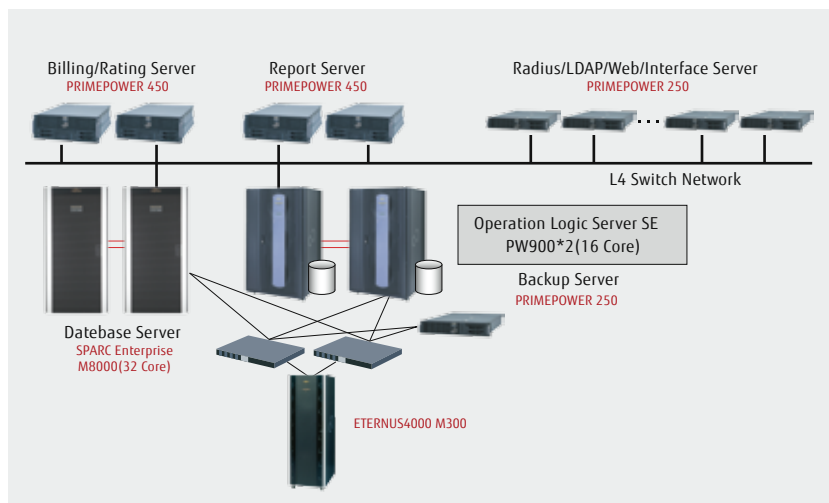 Billing/Rating Server
PRIMEPOWER 450
Report Server
PRIMEPOWER 450
Radius/LDAP/Web/Interface Server
PRIMEPOWER 250
L4 Switch Network
Operation Logic Server SE
PW900*2(16 Core)
Backup Server
PRIMEPOWER 250
Datebase Server
SPARC Enterprise
M8000(32 Core)
ETERNUS4000 M300